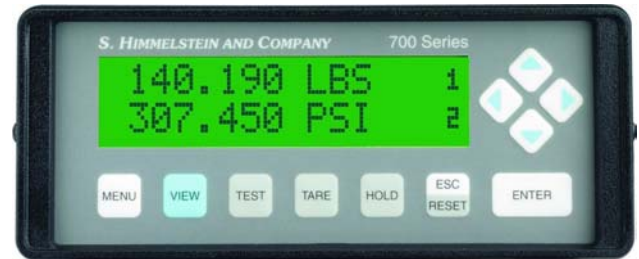 S. HIMMELSTEIN AND COMPANY 700 Series
140.190 LBS 1
307.450 PSI 2
MENU VIEW TEST TARE HOLD ESC RESET ENTER